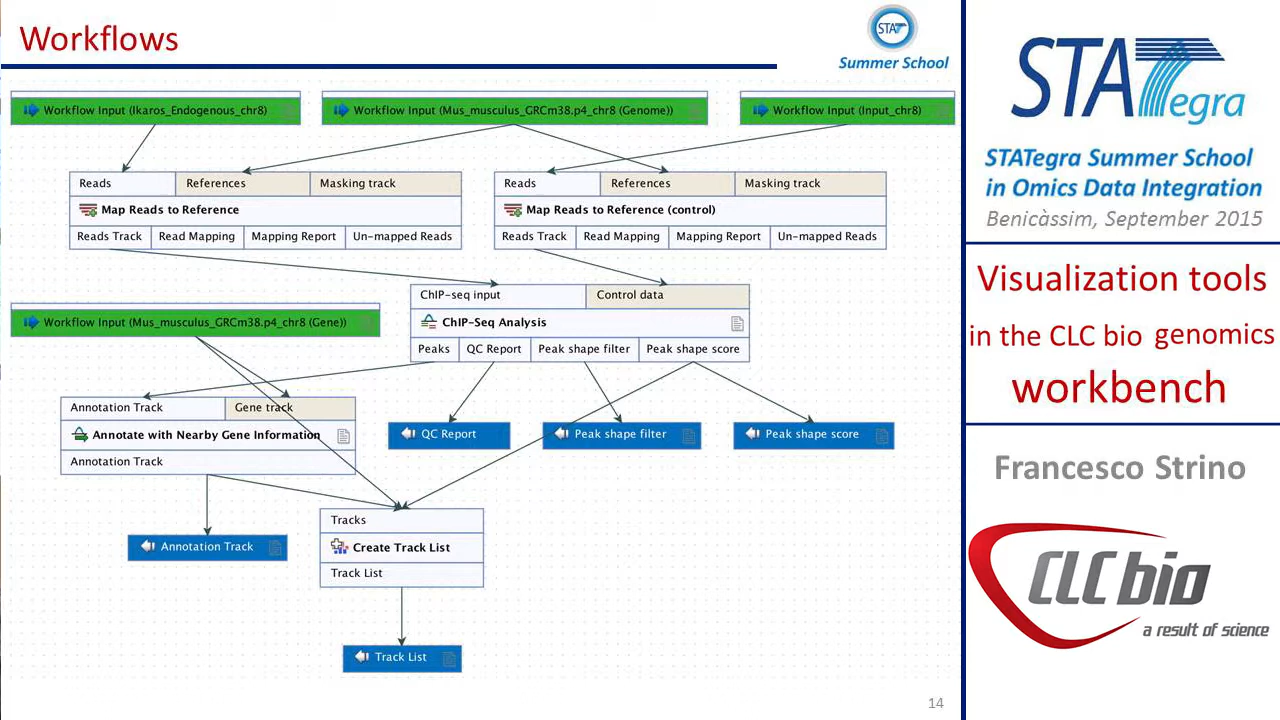 Workflows
STAT
Summer School
Workflow Input (Ikaros_Endogenous_chr8)
Workflow Input (Mus_musculus_GRCm38.p4_chr8 (Genome))
Workflow Input (Input_chr8)
Reads References Masking track
Map Reads to Reference
Reads Track Read Mapping Mapping Report Un-mapped Reads
Reads References Masking track
Map Reads to Reference (control)
Reads Track Read Mapping Mapping Report Un-mapped Reads
ChIP-seq input Control data
ChIP-Seq Analysis
Peaks QC Report Peak shape filter Peak shape score
Workflow Input (Mus_musculus_GRCm38.p4_chr8 (Gene))
Annotation Track Gene track
Annotate with Nearby Gene Information
Annotation Track
QC Report
Peak shape filter
Peak shape score
Annotation Track
Tracks
Create Track List
Track List
Track List
14
STATegra
STATegra Summer School
in Omics Data Integration
Benicàssim, September 2015
Visualization tools
in the CLC bio genomics
workbench
Francesco Strino
CLC bio
a result of science